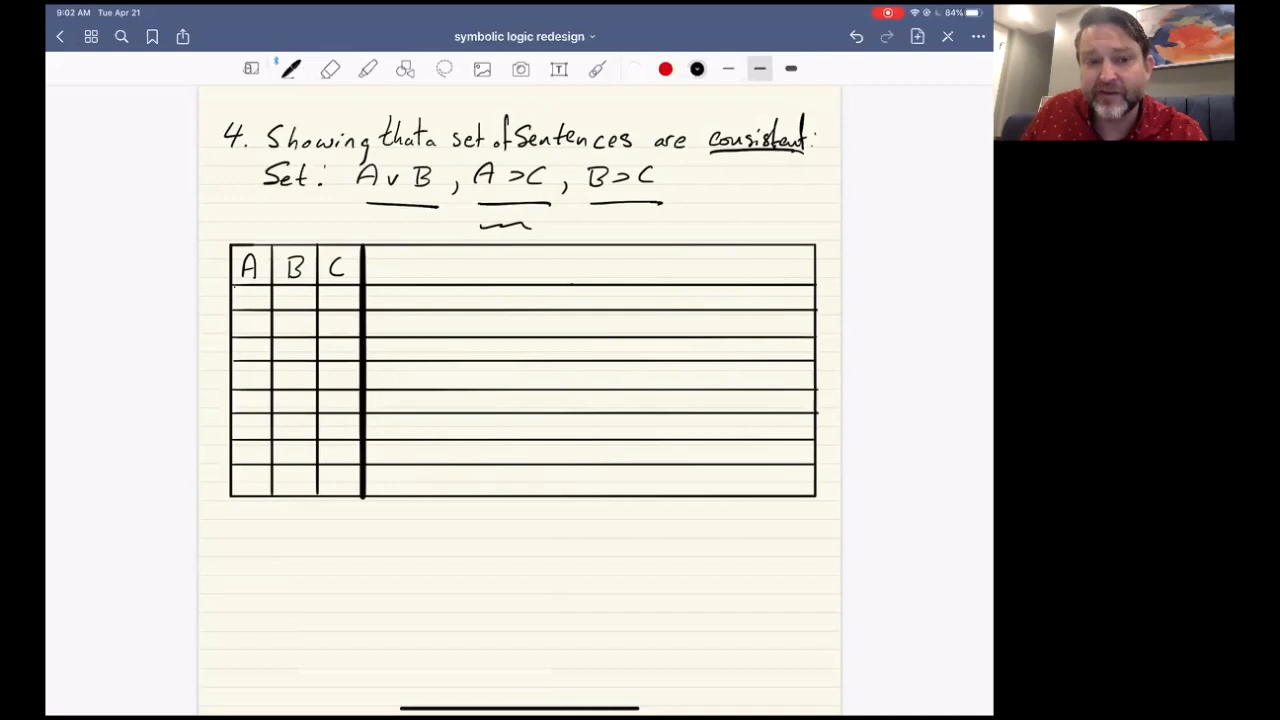 9:02 AM Tue Apr 21
84%
symbolic logic redesign
4. Showing that a set of Sentences are consistent:
Set: A ∨ B, A ⊃ C, B ⊃ C
A B C